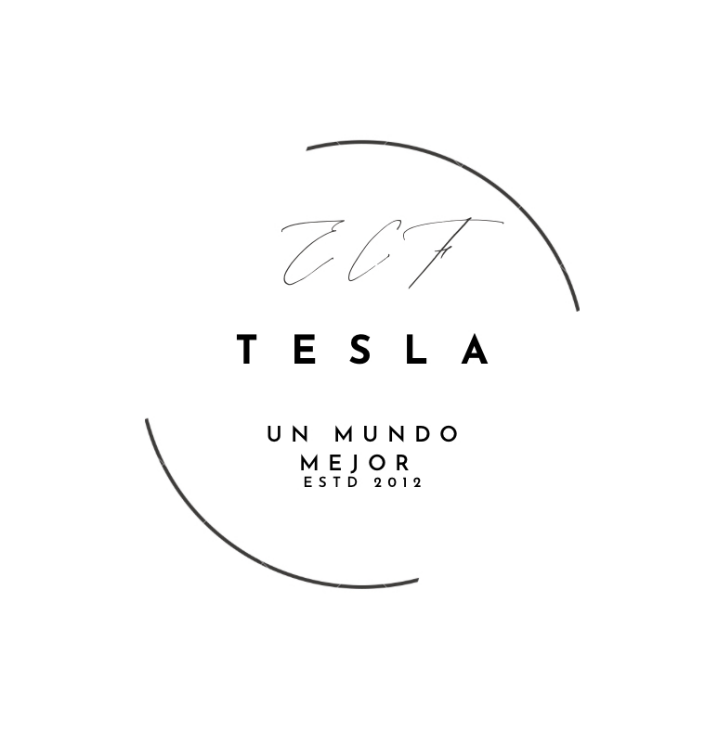 ECF
TESLA
UN MUNDO
MEJOR
ESTD 2012